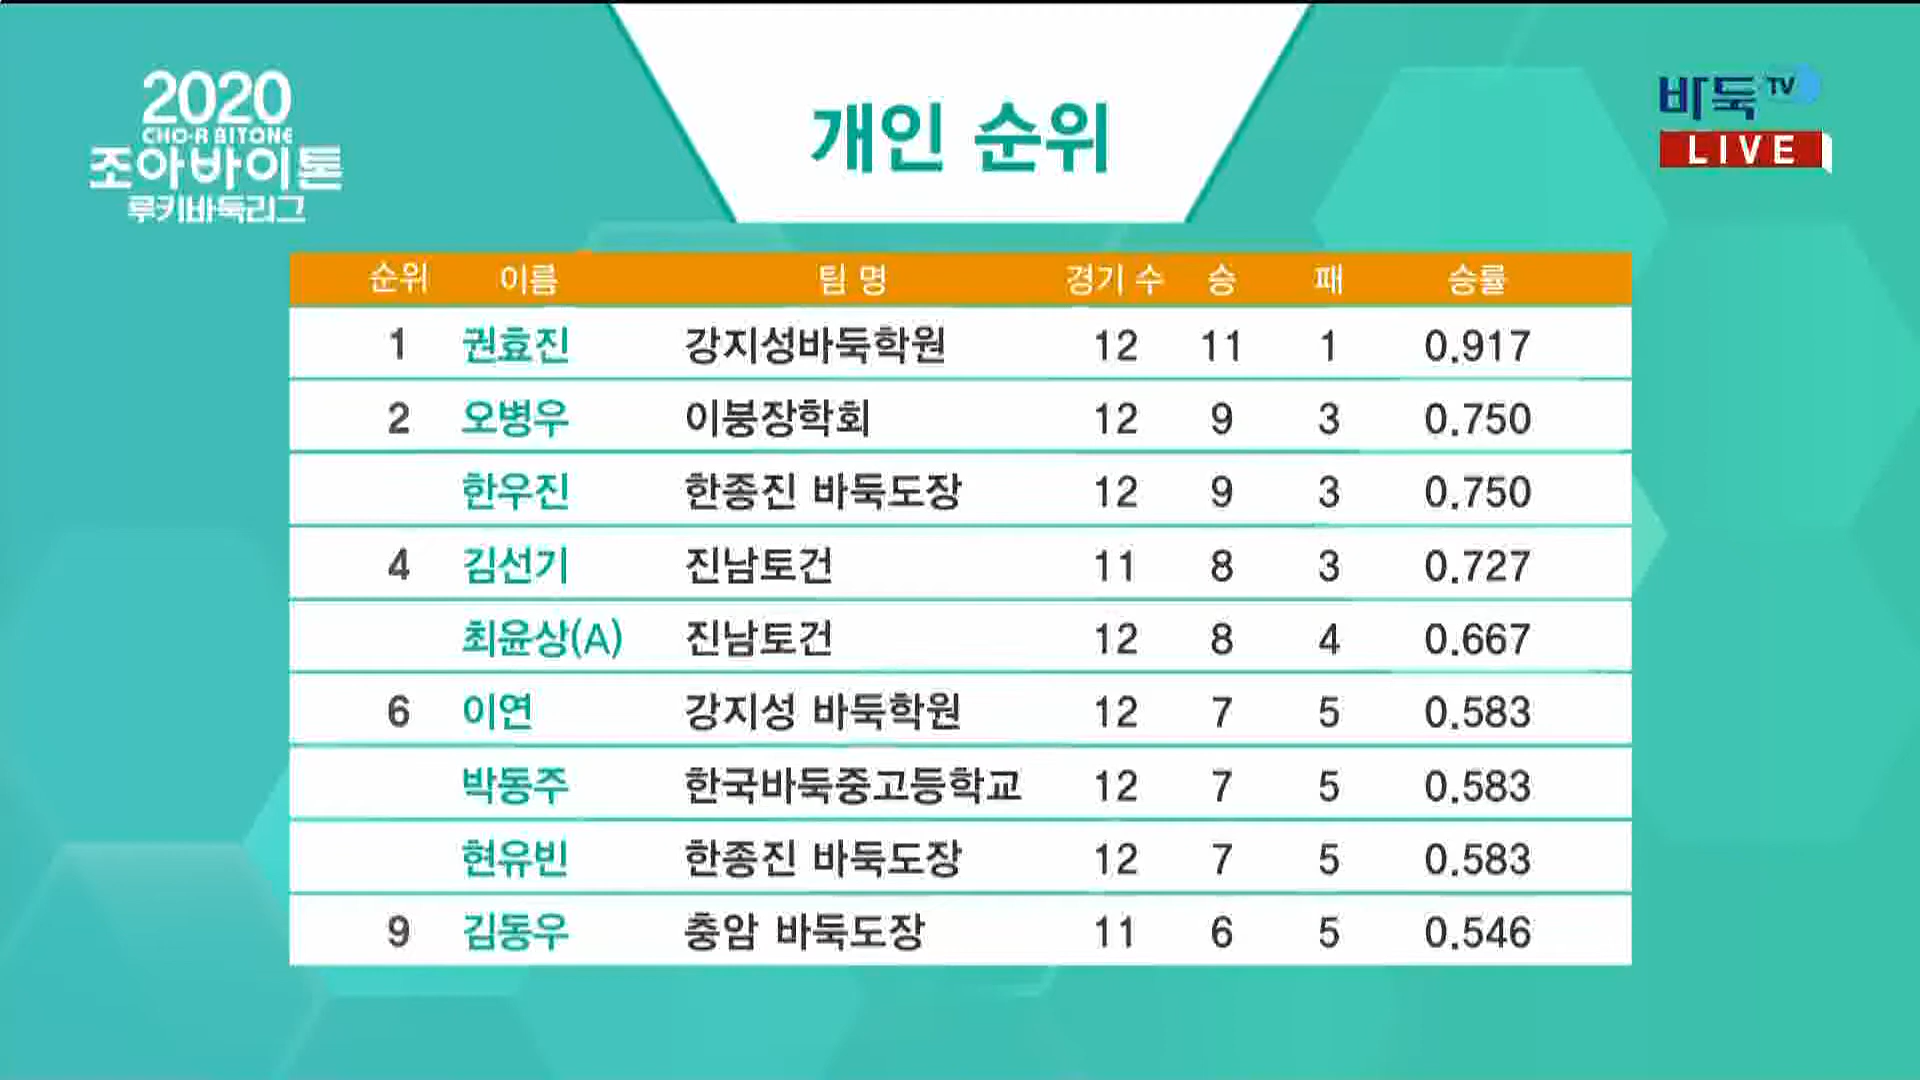 2020
CHO·A BITONE
조아바이톤
루키바둑리그
개인 순위
바둑TV
LIVE
순위 이름 팀 명 경기 수 승 패 승률
1 권효진 강지성바둑학원 12 11 1 0.917
2 오병우 이붕장학회 12 9 3 0.750
한우진 한종진 바둑도장 12 9 3 0.750
4 김선기 진남토건 11 8 3 0.727
최윤상(A) 진남토건 12 8 4 0.667
6 이연 강지성 바둑학원 12 7 5 0.583
박동주 한국바둑중고등학교 12 7 5 0.583
현유빈 한종진 바둑도장 12 7 5 0.583
9 김동우 충암 바둑도장 11 6 5 0.546